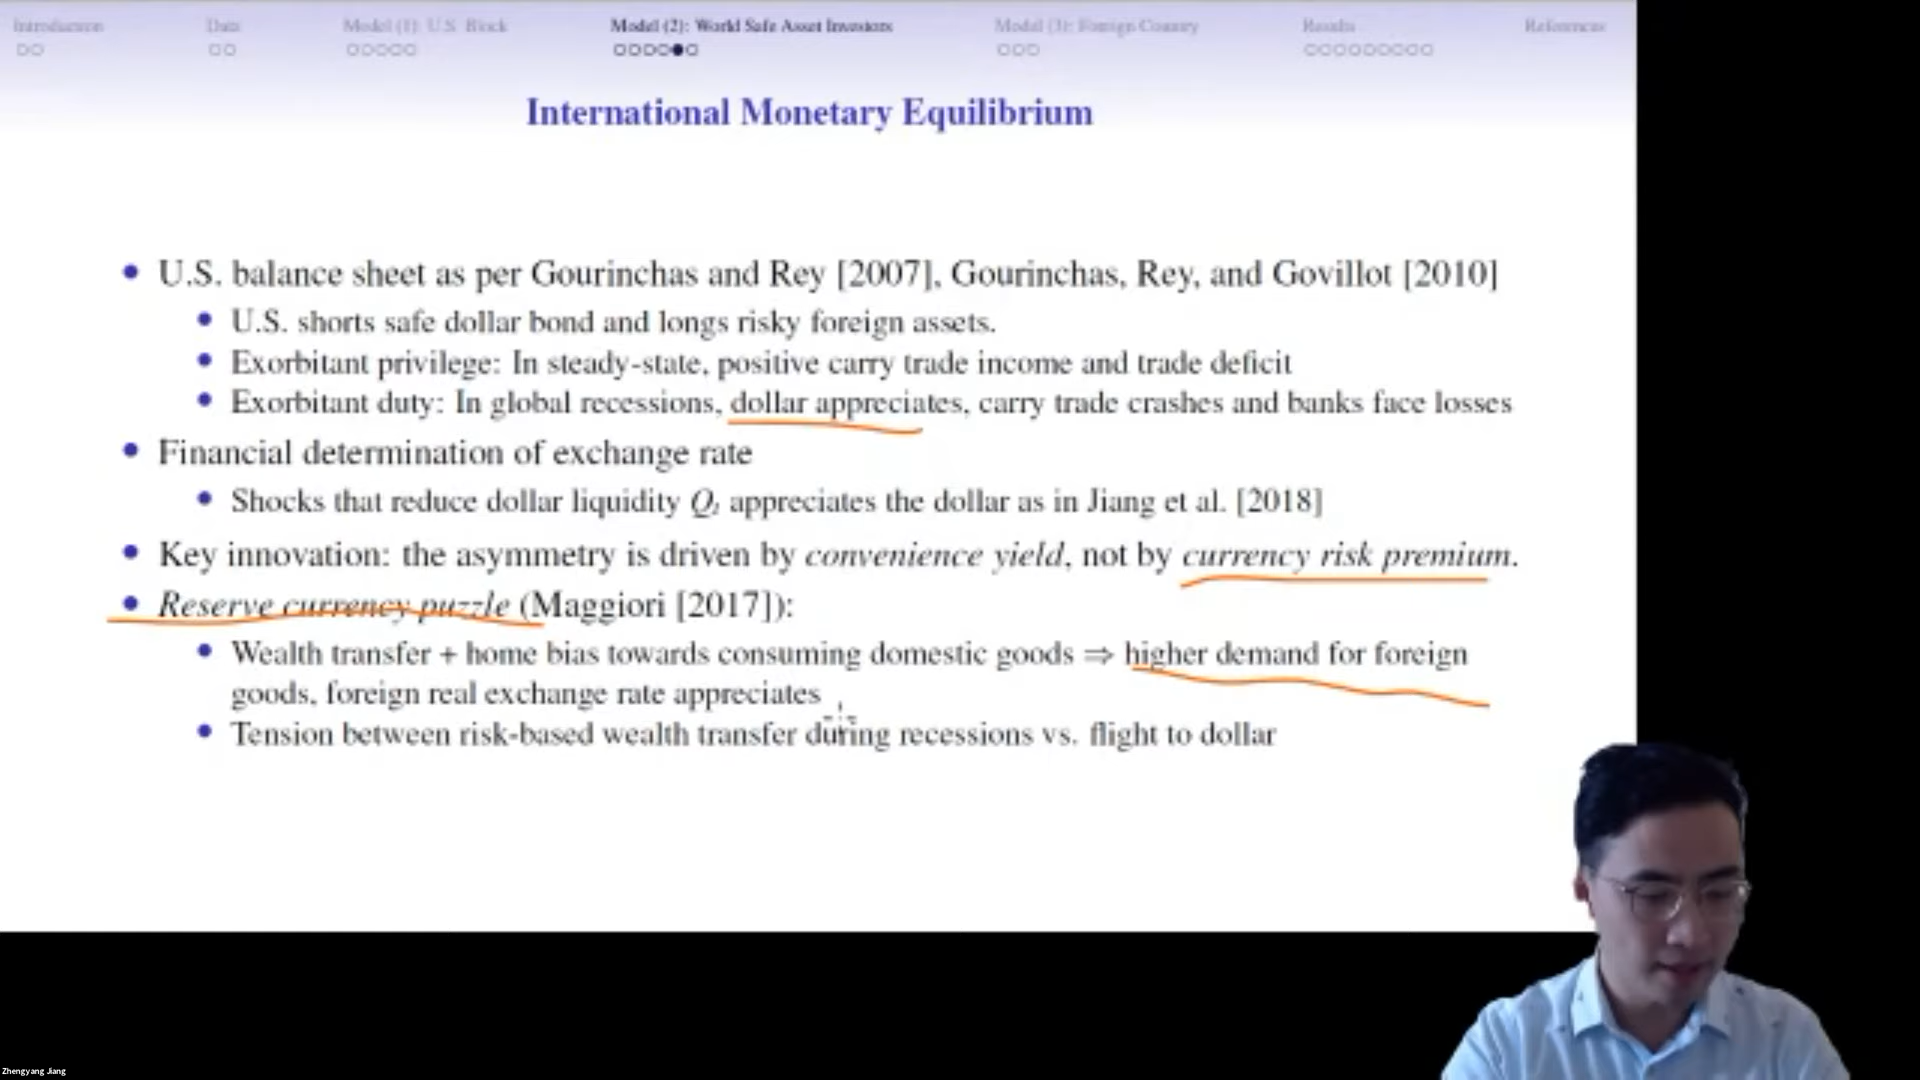 Introduction Data Model (1): U.S. Block Model (2): World Safe Asset Investors Model (3): Foreign Country Results References
International Monetary Equilibrium
U.S. balance sheet as per Gourinchas and Rey [2007], Gourinchas, Rey, and Govillot [2010]
U.S. shorts safe dollar bond and longs risky foreign assets.
Exorbitant privilege: In steady-state, positive carry trade income and trade deficit
Exorbitant duty: In global recessions, dollar appreciates, carry trade crashes and banks face losses
Financial determination of exchange rate
Shocks that reduce dollar liquidity Qₜ appreciates the dollar as in Jiang et al. [2018]
Key innovation: the asymmetry is driven by convenience yield, not by currency risk premium.
Reserve currency puzzle (Maggiori [2017]):
Wealth transfer + home bias towards consuming domestic goods ⇒ higher demand for foreign
goods, foreign real exchange rate appreciates
Tension between risk-based wealth transfer during recessions vs. flight to dollar
Zhengyang Jiang